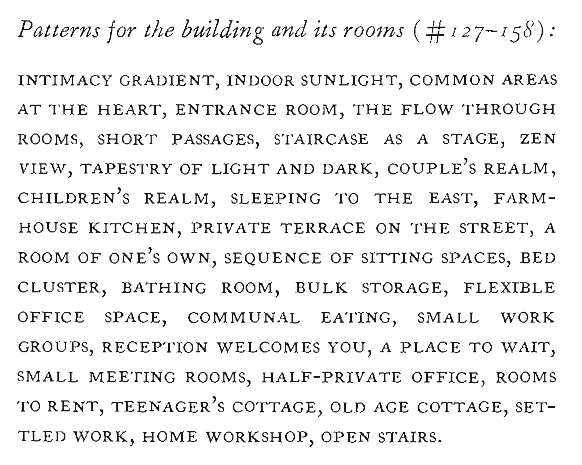 Patterns for the building and its rooms (#127–158):
INTIMACY GRADIENT, INDOOR SUNLIGHT, COMMON AREAS
AT THE HEART, ENTRANCE ROOM, THE FLOW THROUGH
ROOMS, SHORT PASSAGES, STAIRCASE AS A STAGE, ZEN
VIEW, TAPESTRY OF LIGHT AND DARK, COUPLE'S REALM,
CHILDREN'S REALM, SLEEPING TO THE EAST, FARM-
HOUSE KITCHEN, PRIVATE TERRACE ON THE STREET, A
ROOM OF ONE'S OWN, SEQUENCE OF SITTING SPACES, BED
CLUSTER, BATHING ROOM, BULK STORAGE, FLEXIBLE
OFFICE SPACE, COMMUNAL EATING, SMALL WORK
GROUPS, RECEPTION WELCOMES YOU, A PLACE TO WAIT,
SMALL MEETING ROOMS, HALF-PRIVATE OFFICE, ROOMS
TO RENT, TEENAGER'S COTTAGE, OLD AGE COTTAGE, SET-
TLED WORK, HOME WORKSHOP, OPEN STAIRS.